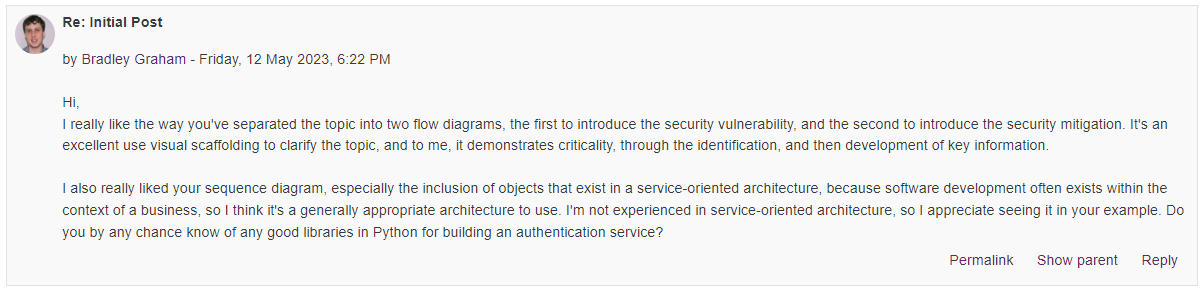 Re: Initial Post
by Bradley Graham - Friday, 12 May 2023, 6:22 PM
Hi,
I really like the way you've separated the topic into two flow diagrams, the first to introduce the security vulnerability, and the second to introduce the security mitigation. It's an
excellent use visual scaffolding to clarify the topic, and to me, it demonstrates criticality, through the identification, and then development of key information.
I also really liked your sequence diagram, especially the inclusion of objects that exist in a service-oriented architecture, because software development often exists within the
context of a business, so I think it's a generally appropriate architecture to use. I'm not experienced in service-oriented architecture, so I appreciate seeing it in your example. Do
you by any chance know of any good libraries in Python for building an authentication service?
Permalink Show parent Reply